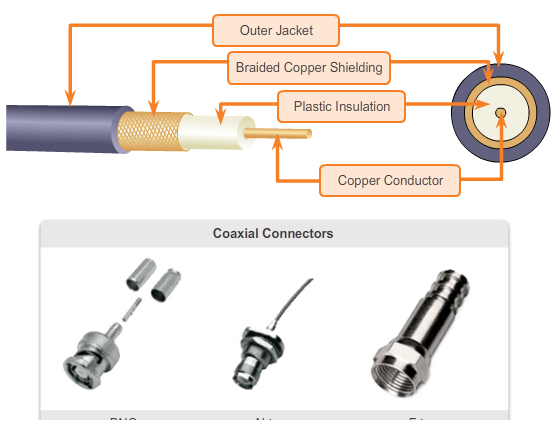 Outer Jacket
Braided Copper Shielding
Plastic Insulation
Copper Conductor
Coaxial Connectors